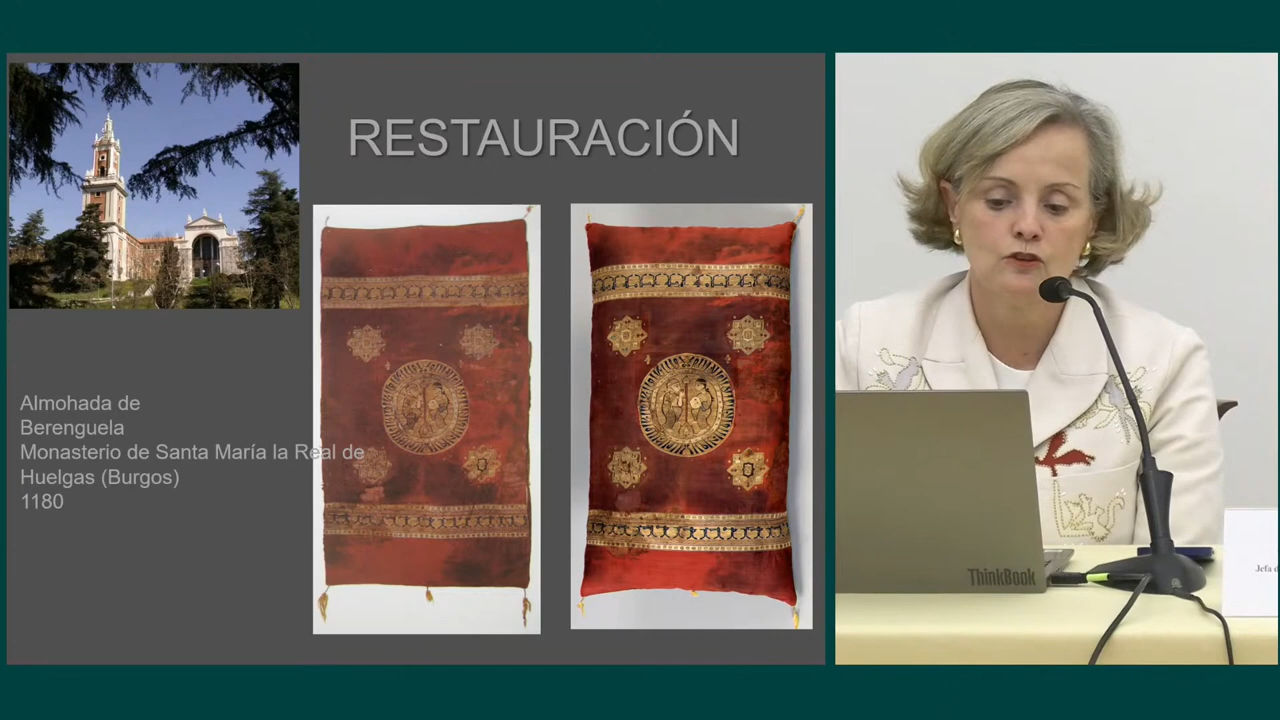 RESTAURACIÓN
Almohada de
Berenguela
Monasterio de Santa María la Real de
Huelgas (Burgos)
1180
ThinkBook
Jefa d